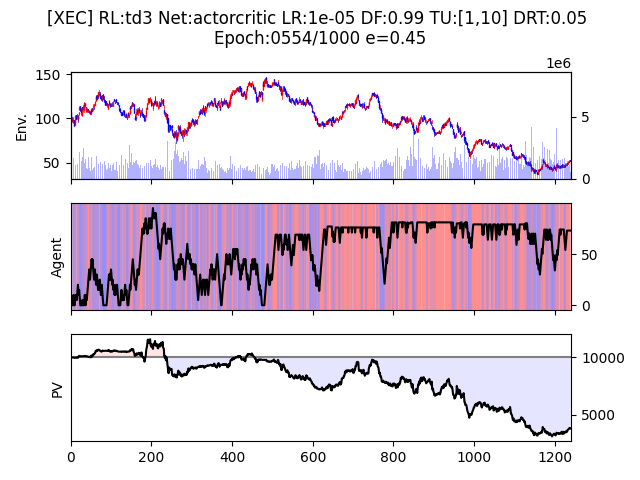 [XEC] RL:td3 Net:actorcritic LR:1e-05 DF:0.99 TU:[1,10] DRT:0.05
Epoch:0554/1000 e=0.45
1e6
150
100
50
Env.
5
0
Agent
50
0
PV
10000
5000
0 200 400 600 800 1000 1200